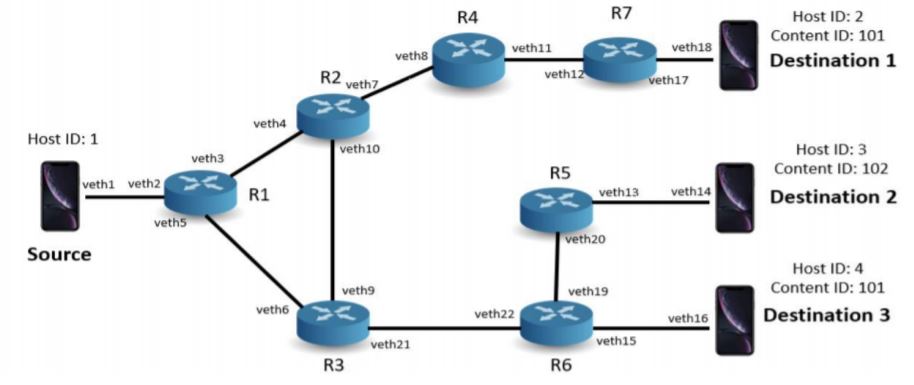 R4
R7
Host ID: 2
Content ID: 101
Destination 1
veth8
veth11
veth12
veth18
veth17
R2
veth7
veth4
veth10
Host ID: 1
veth1
veth2
veth3
R1
veth5
Source
R5
veth13
veth14
veth20
Host ID: 3
Content ID: 102
Destination 2
veth9
veth6
veth21
R3
veth22
veth19
veth15
R6
veth16
Host ID: 4
Content ID: 101
Destination 3